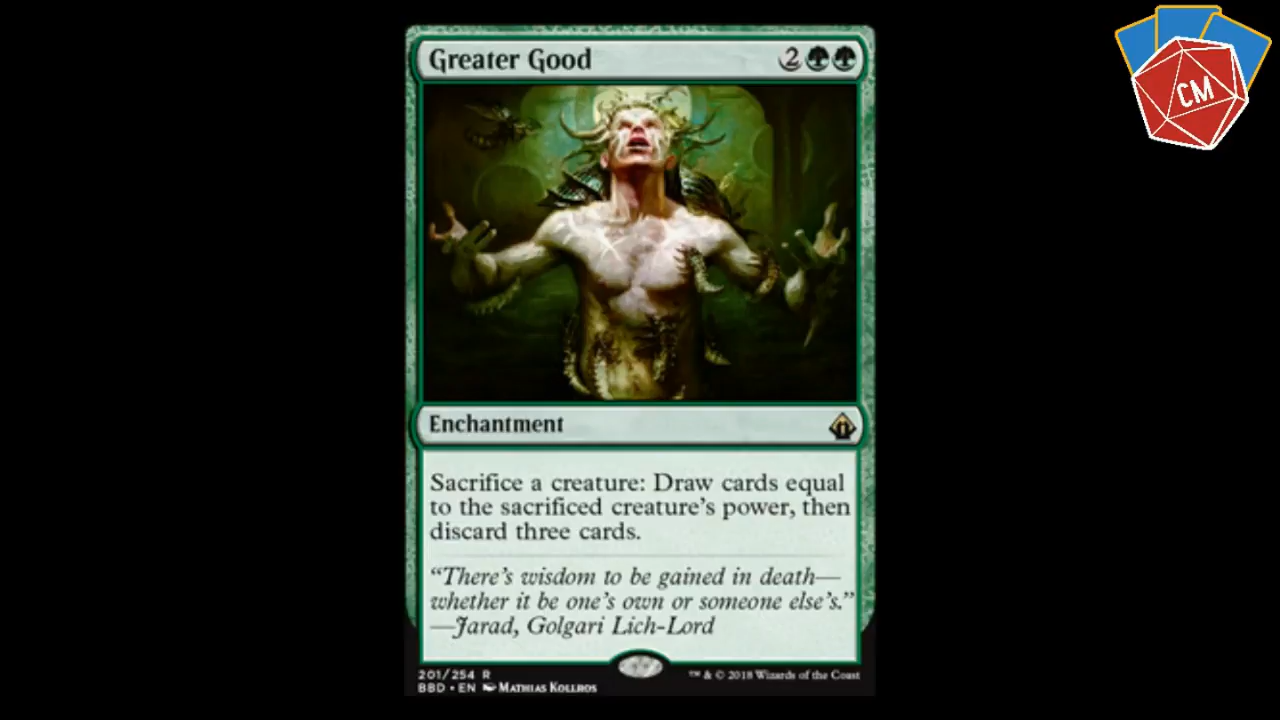 CM
Greater Good 2
Enchantment
Sacrifice a creature: Draw cards equal
to the sacrificed creature's power, then
discard three cards.
“There's wisdom to be gained in death—
whether it be one's own or someone else's.”
—Jarad, Golgari Lich-Lord
201/254 R
™ & © 2018 Wizards of the Coast
BBD • EN Mathias Kollros